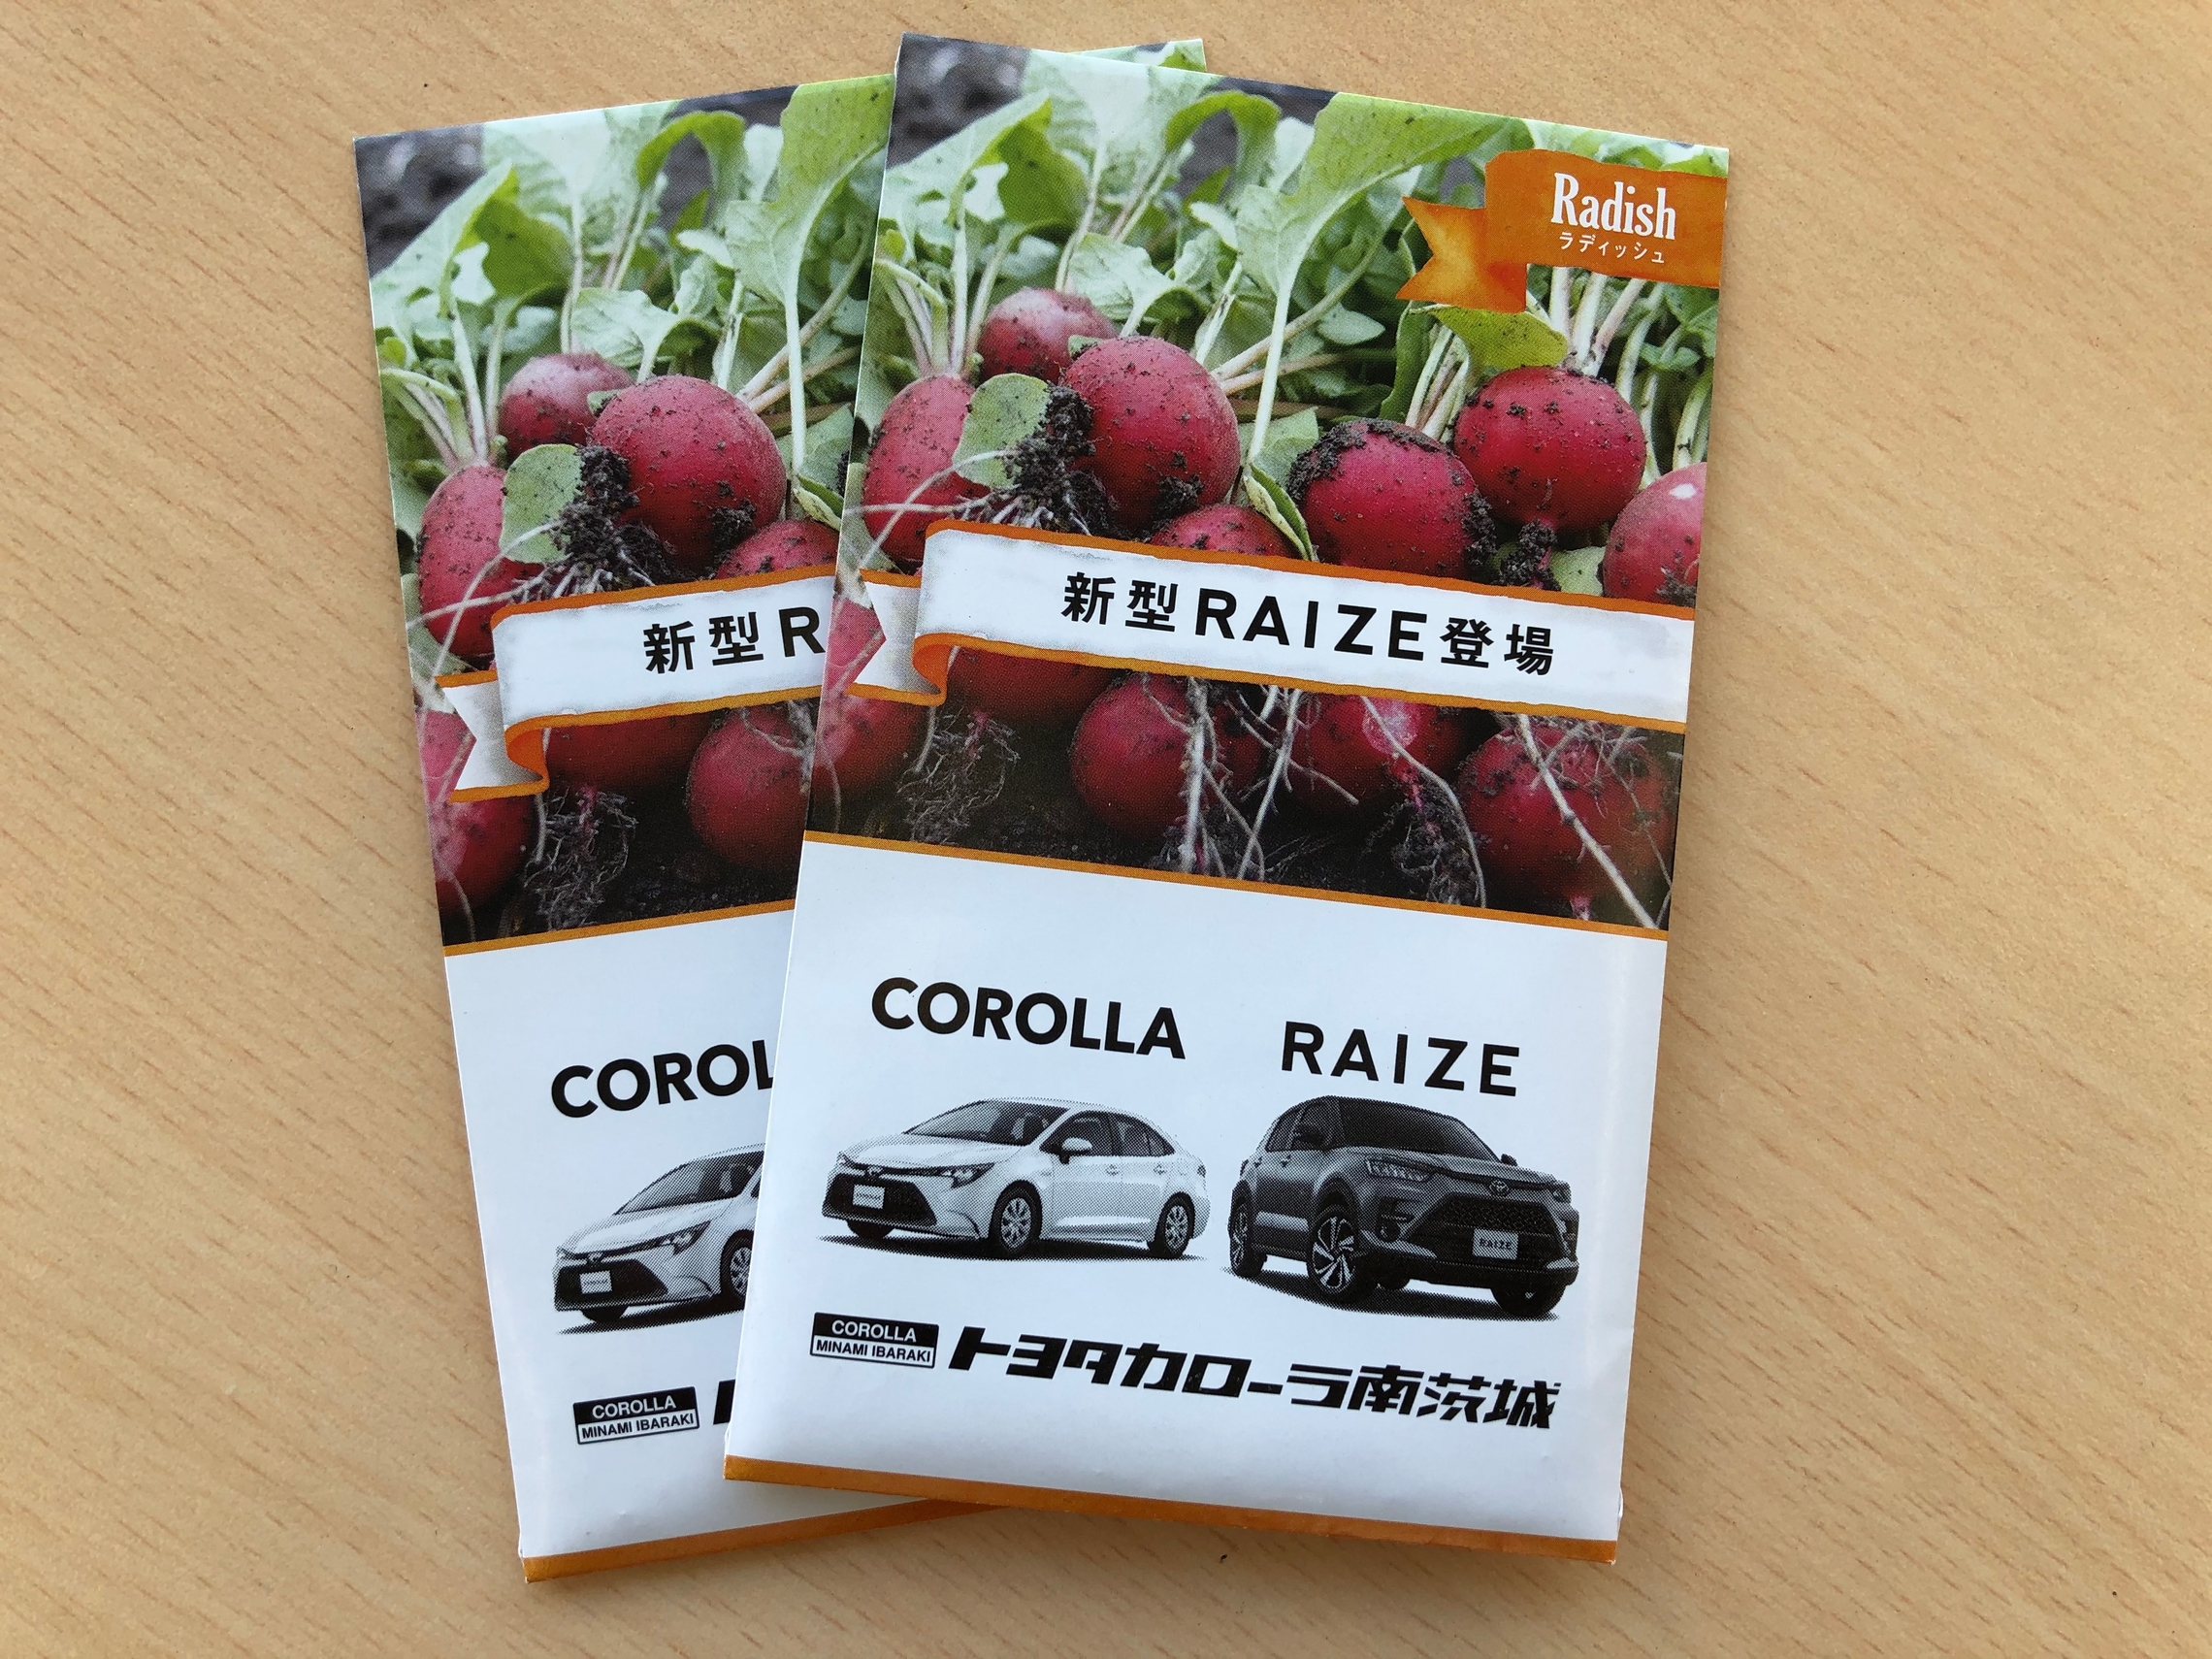 Radish
ラディッシュ
新型RAIZE登場
COROLLA
RAIZE
RAIZE
COROLLA
MINAMI IBARAKI
トヨタカローラ南茨城
新型R
COROL
COROLLA
MINAMI IBARAKI